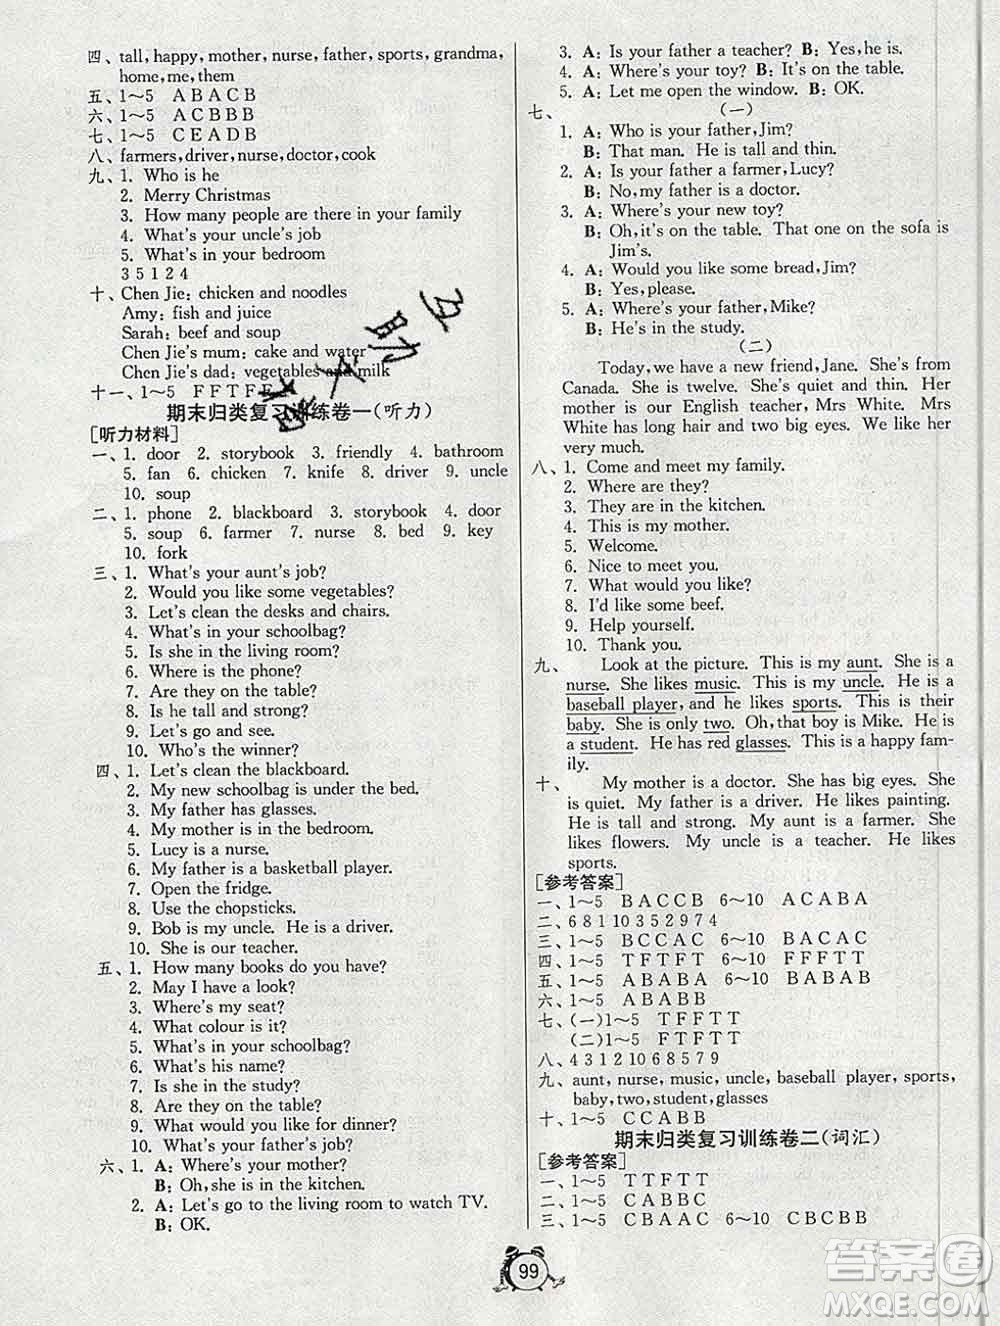 四、tall, happy, mother, nurse, father, sports, grandma,
home, me, them
五、1～5 A B A C B
六、1～5 A C B B B
七、1～5 C E A D B
八、farmers, driver, nurse, doctor, cook
九、1. Who is he
2. Merry Christmas
3. How many people are there in your family
4. What's your uncle's job
5. What's in your bedroom
3 5 1 2 4
十、Chen Jie: chicken and noodles
Amy: fish and juice
Sarah: beef and soup
Chen Jie's mum: cake and water
Chen Jie's dad: vegetables and milk
十一、1～5 F F T F F
期末归类复习训练卷一(听力)
[听力材料]
一、1. door 2. storybook 3. friendly 4. bathroom
5. fan 6. chicken 7. knife 8. driver 9. uncle
10. soup
二、1. phone 2. blackboard 3. storybook 4. door
5. soup 6. farmer 7. nurse 8. bed 9. key
10. fork
三、1. What's your aunt's job?
2. Would you like some vegetables?
3. Let's clean the desks and chairs.
4. What's in your schoolbag?
5. Is she in the living room?
6. Where is the phone?
7. Are they on the table?
8. Is he tall and strong?
9. Let's go and see.
10. Who's the winner?
四、1. Let's clean the blackboard.
2. My new schoolbag is under the bed.
3. My father has glasses.
4. My mother is in the bedroom.
5. Lucy is a nurse.
6. My father is a basketball player.
7. Open the fridge.
8. Use the chopsticks.
9. Bob is my uncle. He is a driver.
10. She is our teacher.
五、1. How many books do you have?
2. May I have a look?
3. Where's my seat?
4. What colour is it?
5. What's in your schoolbag?
6. What's his name?
7. Is she in the study?
8. Are they on the table?
9. What would you like for dinner?
10. What's your father's job?
六、1. A: Where's your mother?
B: Oh, she is in the kitchen.
2. A: Let's go to the living room to watch TV.
B: OK.
3. A: Is your father a teacher? B: Yes, he is.
4. A: Where's your toy? B: It's on the table.
5. A: Let me open the window. B: OK.
七、 (一)
1. A: Who is your father, Jim?
B: That man. He is tall and thin.
2. A: Is your father a farmer, Lucy?
B: No, my father is a doctor.
3. A: Where's your new toy?
B: Oh, it's on the table. That one on the sofa is
Jim's.
4. A: Would you like some bread, Jim?
B: Yes, please.
5. A: Where's your father, Mike?
B: He's in the study.
(二)
Today, we have a new friend, Jane. She's from
Canada. She is twelve. She's quiet and thin. Her
mother is our English teacher, Mrs White. Mrs
White has long hair and two big eyes. We like her
very much.
八、1. Come and meet my family.
2. Where are they?
3. They are in the kitchen.
4. This is my mother.
5. Welcome.
6. Nice to meet you.
7. What would you like?
8. I'd like some beef.
9. Help yourself.
10. Thank you.
九、 Look at the picture. This is my aunt. She is a
nurse. She likes music. This is my uncle. He is a
baseball player, and he likes sports. This is their
baby. She is only two. Oh, that boy is Mike. He is
a student. He has red glasses. This is a happy fam-
ily.
十、 My mother is a doctor. She has big eyes. She
is quiet. My father is a driver. He likes painting.
He is tall and strong. My aunt is a farmer. She
likes flowers. My uncle is a teacher. He likes
sports.
[参考答案]
一、1～5 B A C C B 6～10 A C A B A
二、6 8 1 10 3 5 2 9 7 4
三、1～5 B C C A C 6～10 B A C A C
四、1～5 T F T F T 6～10 F F F T T
五、1～5 A B A B A 6～10 A A B B A
六、1～5 A B A B B
七、(一)1～5 T F F T T
(二)1～5 F T F T T
八、4 3 1 2 10 6 8 5 7 9
九、aunt, nurse, music, uncle, baseball player, sports,
baby, two, student, glasses
十、1～5 C C A B B
期末归类复习训练卷二(词汇)
[参考答案]
一、1～5 T T F T T
二、1～5 C A B B C
三、1～5 C B A A C 6～10 C B C B B
99
答案圈
MXQE.COM